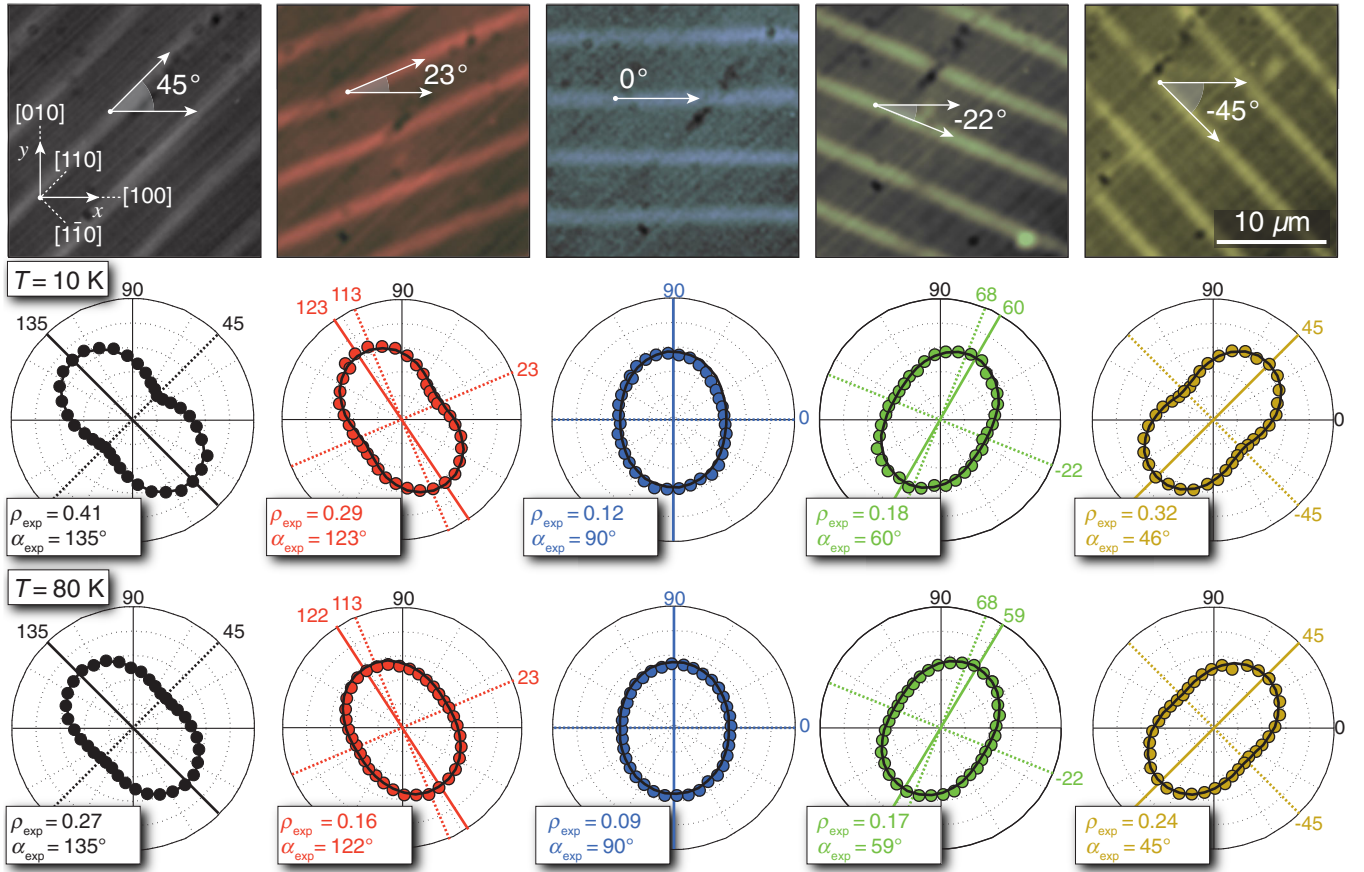 45°
[010]
y
[110]
[100]
x
[11̄0]
23°
0°
-22°
-45°
10 µm
T = 10 K
90
135
45
ρexp = 0.41
αexp = 135°
90
113
123
23
ρexp = 0.29
αexp = 123°
90
0
ρexp = 0.12
αexp = 90°
90
68
60
-22
ρexp = 0.18
αexp = 60°
90
45
0
-45
ρexp = 0.32
αexp = 46°
T = 80 K
90
135
45
ρexp = 0.27
αexp = 135°
90
113
122
23
ρexp = 0.16
αexp = 122°
90
0
ρexp = 0.09
αexp = 90°
90
68
59
-22
ρexp = 0.17
αexp = 59°
90
45
0
-45
ρexp = 0.24
αexp = 45°